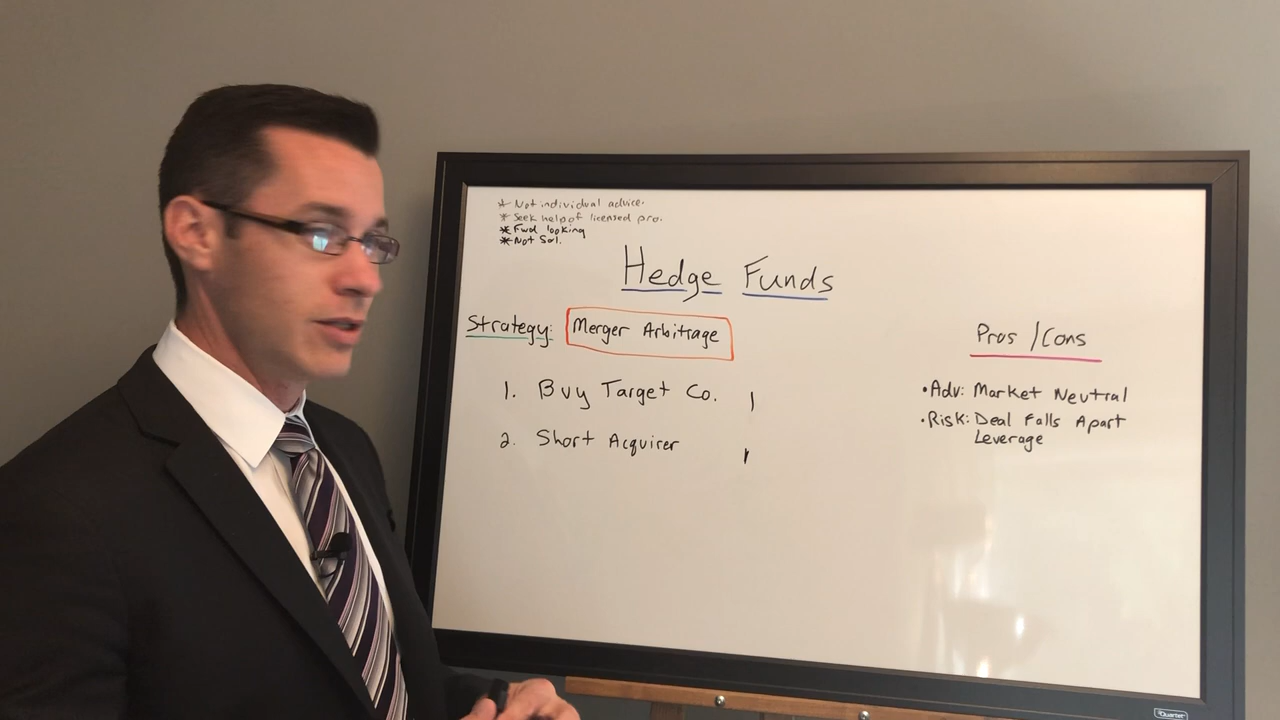 * Not individual advice.
* Seek help of licensed pro.
* Fwd looking
* Not Sol.
Hedge Funds
Strategy: Merger Arbitrage
1. Buy Target Co.
2. Short Acquirer
Pros/Cons
• Adv: Market Neutral
• Risk: Deal Falls Apart
Leverage
Quartet